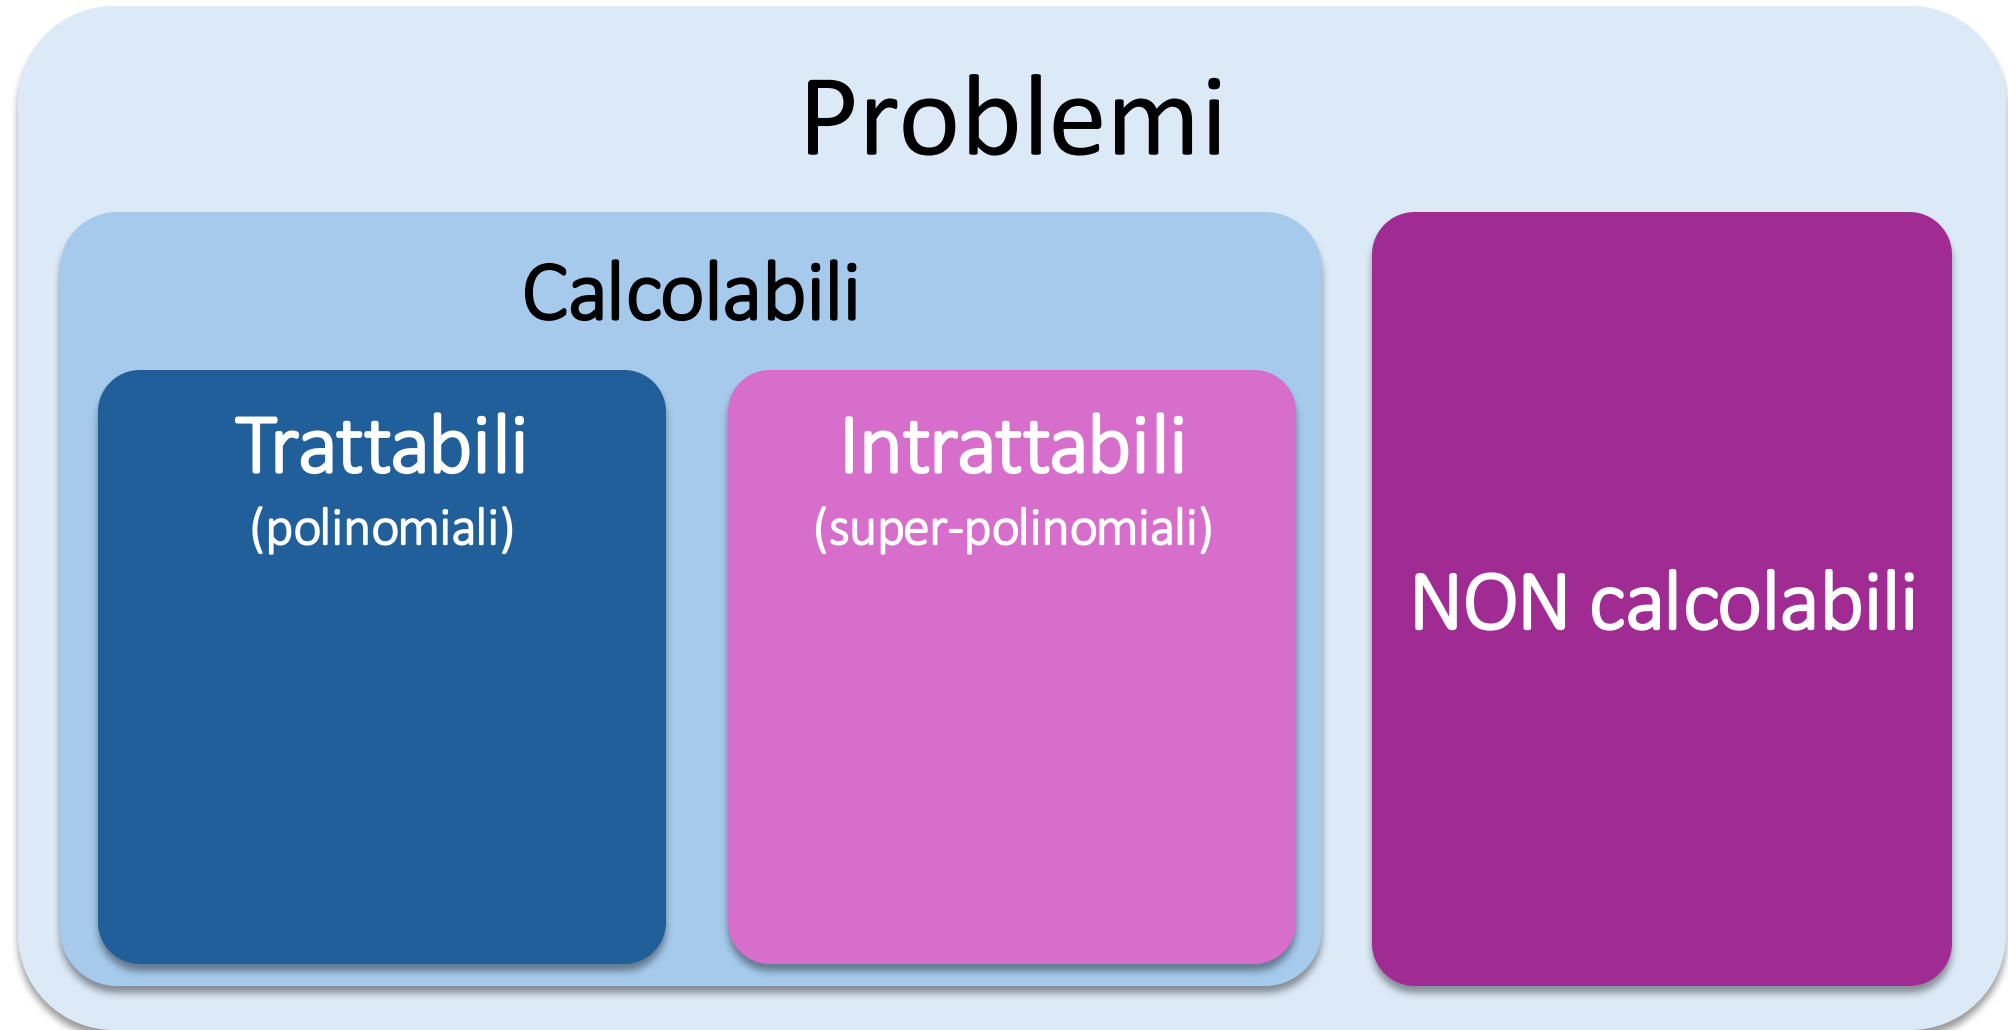 Problemi
Calcolabili
Trattabili
(polinomiali)
Intrattabili
(super-polinomiali)
NON calcolabili